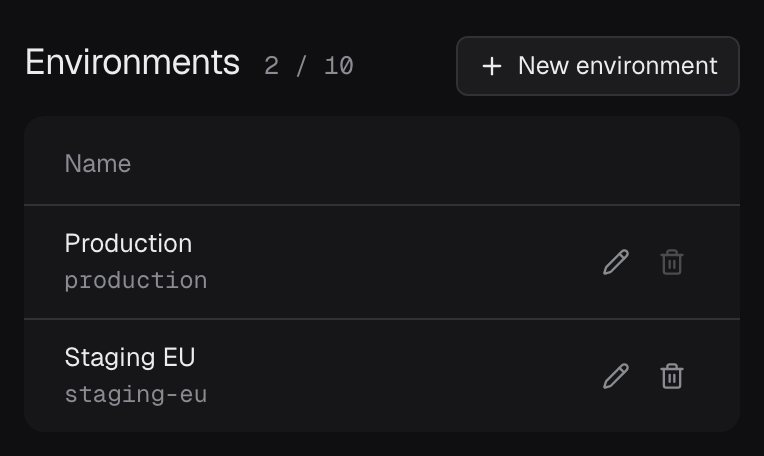 Environments 2 / 10
+ New environment
Name
Production
production
Staging EU
staging-eu